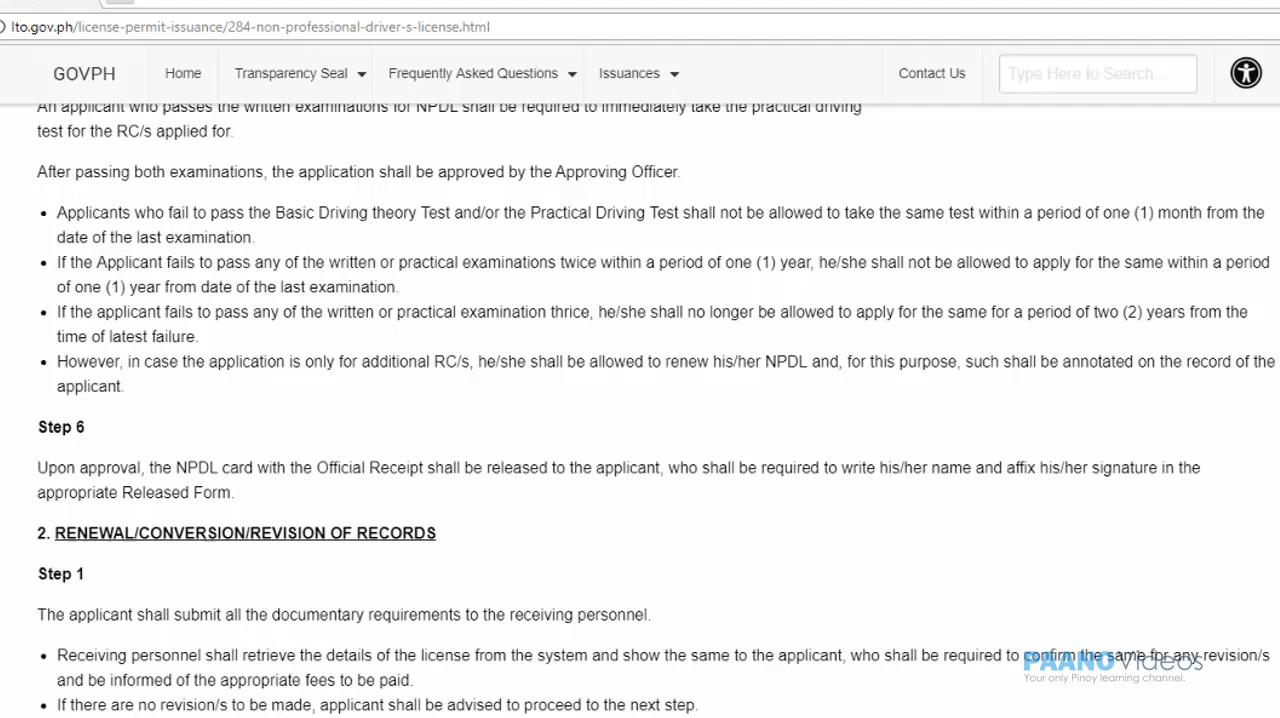 lto.gov.ph/license-permit-issuance/284-non-professional-driver-s-license.html
GOVPH Home Transparency Seal Frequently Asked Questions Issuances Contact Us Type Here to Search...
An applicant who passes the written examinations for NPDL shall be required to immediately take the practical driving
test for the RC/s applied for.
After passing both examinations, the application shall be approved by the Approving Officer.
• Applicants who fail to pass the Basic Driving theory Test and/or the Practical Driving Test shall not be allowed to take the same test within a period of one (1) month from the
date of the last examination.
• If the Applicant fails to pass any of the written or practical examinations twice within a period of one (1) year, he/she shall not be allowed to apply for the same within a period
of one (1) year from date of the last examination.
• If the applicant fails to pass any of the written or practical examination thrice, he/she shall no longer be allowed to apply for the same for a period of two (2) years from the
time of latest failure.
• However, in case the application is only for additional RC/s, he/she shall be allowed to renew his/her NPDL and, for this purpose, such shall be annotated on the record of the
applicant.
Step 6
Upon approval, the NPDL card with the Official Receipt shall be released to the applicant, who shall be required to write his/her name and affix his/her signature in the
appropriate Released Form.
2. RENEWAL/CONVERSION/REVISION OF RECORDS
Step 1
The applicant shall submit all the documentary requirements to the receiving personnel.
• Receiving personnel shall retrieve the details of the license from the system and show the same to the applicant, who shall be required to confirm the same for any revision/s
and be informed of the appropriate fees to be paid.
• If there are no revision/s to be made, applicant shall be advised to proceed to the next step.
PAANO Videos
Your only Pinoy learning channel.